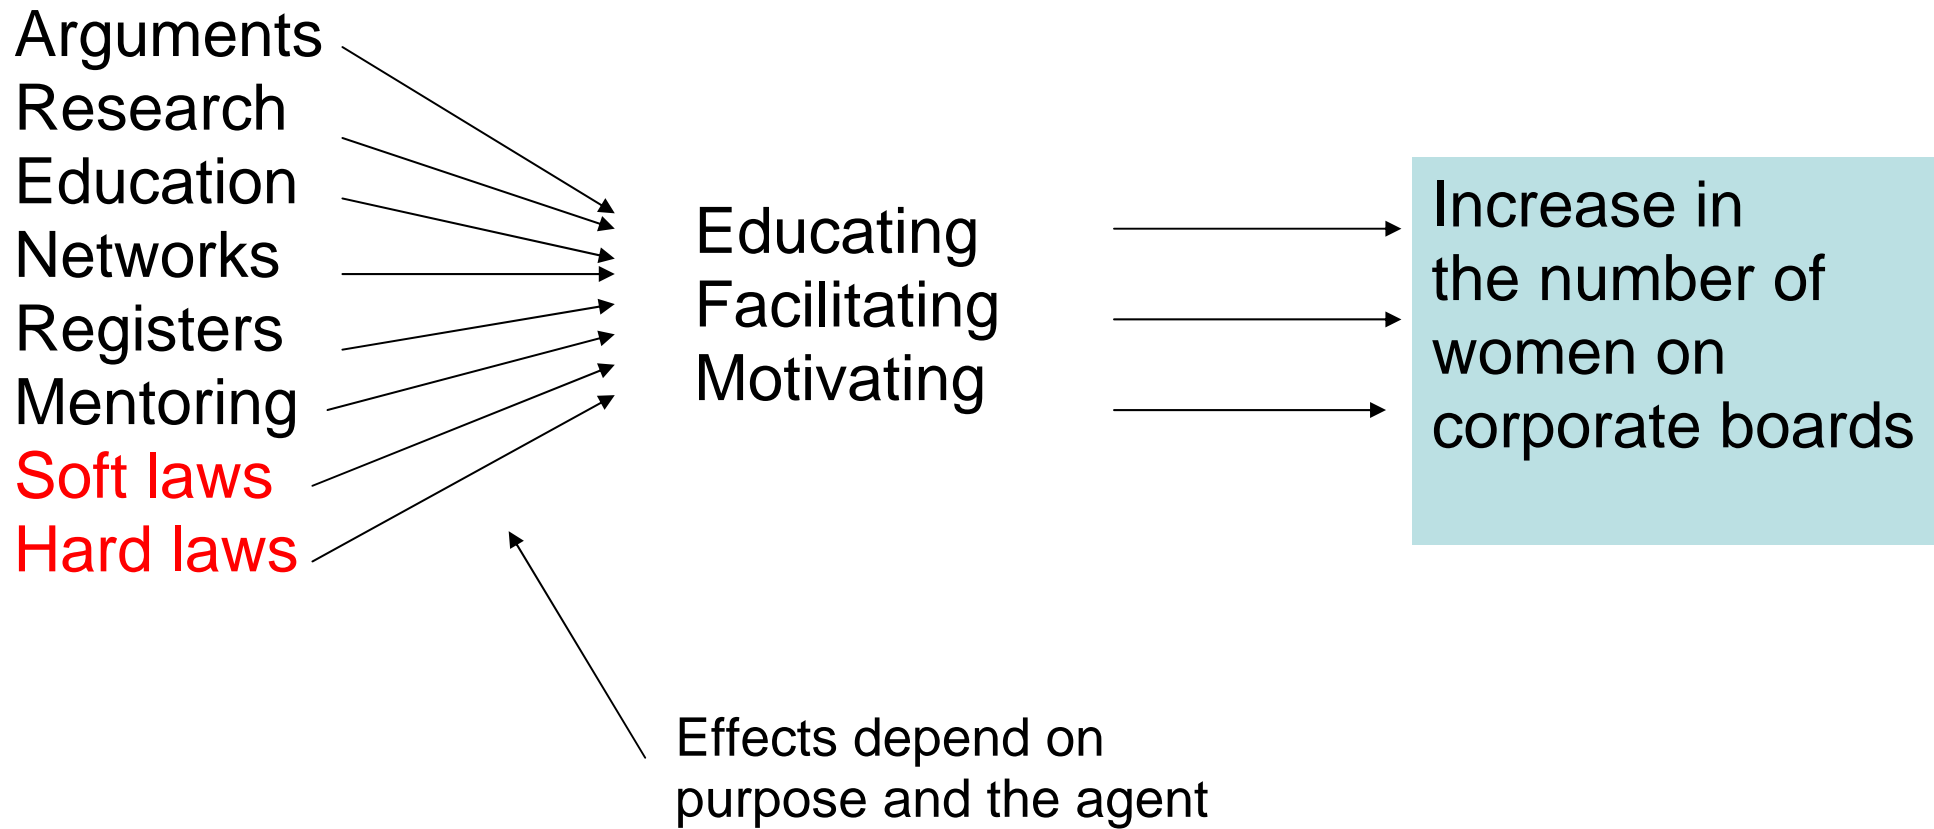 Arguments
Research
Education
Networks
Registers
Mentoring
Soft laws
Hard laws
Educating
Facilitating
Motivating
Increase in
the number of
women on
corporate boards
Effects depend on
purpose and the agent